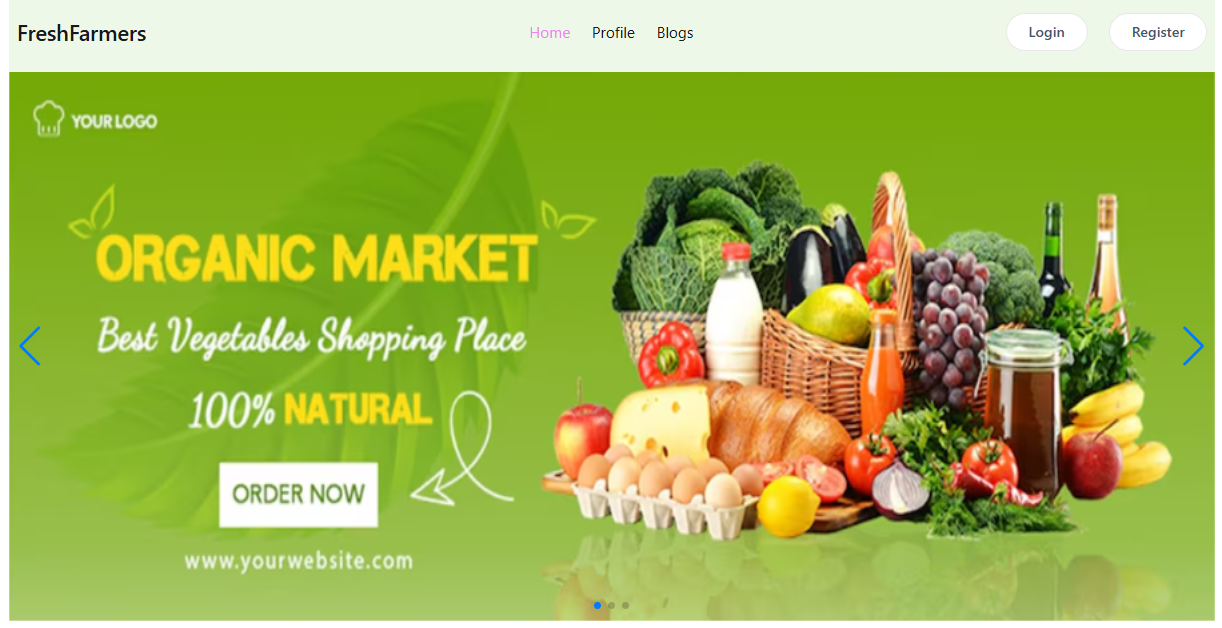 FreshFarmers
Home Profile Blogs
Login Register
YOUR LOGO
ORGANIC MARKET
Best Vegetables Shopping Place
100% NATURAL
ORDER NOW
www.yourwebsite.com